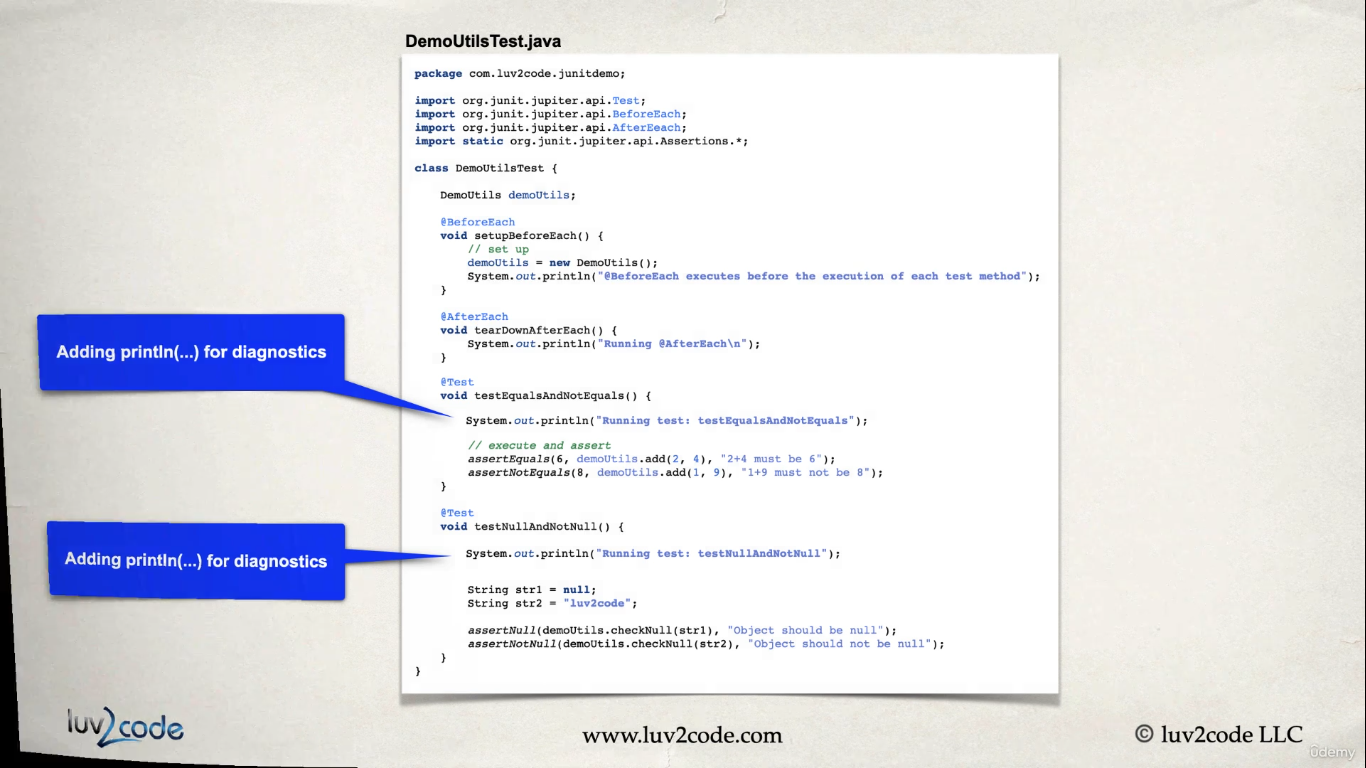 DemoUtilsTest.java
package com.luv2code.junitdemo;
import org.junit.jupiter.api.Test;
import org.junit.jupiter.api.BeforeEach;
import org.junit.jupiter.api.AfterEeach;
import static org.junit.jupiter.api.Assertions.*;
class DemoUtilsTest {
DemoUtils demoUtils;
@BeforeEach
void setupBeforeEach() {
// set up
demoUtils = new DemoUtils();
System.out.println("@BeforeEach executes before the execution of each test method");
}
@AfterEach
void tearDownAfterEach() {
System.out.println("Running @AfterEach\n");
}
@Test
void testEqualsAndNotEquals() {
System.out.println("Running test: testEqualsAndNotEquals");
// execute and assert
assertEquals(6, demoUtils.add(2, 4), "2+4 must be 6");
assertNotEquals(8, demoUtils.add(1, 9), "1+9 must not be 8");
}
@Test
void testNullAndNotNull() {
System.out.println("Running test: testNullAndNotNull");
String str1 = null;
String str2 = "luv2code";
assertNull(demoUtils.checkNull(str1), "Object should be null");
assertNotNull(demoUtils.checkNull(str2), "Object should not be null");
}
}
Adding println(...) for diagnostics
Adding println(...) for diagnostics
luv2code
www.luv2code.com
© luv2code LLC
ûdemy